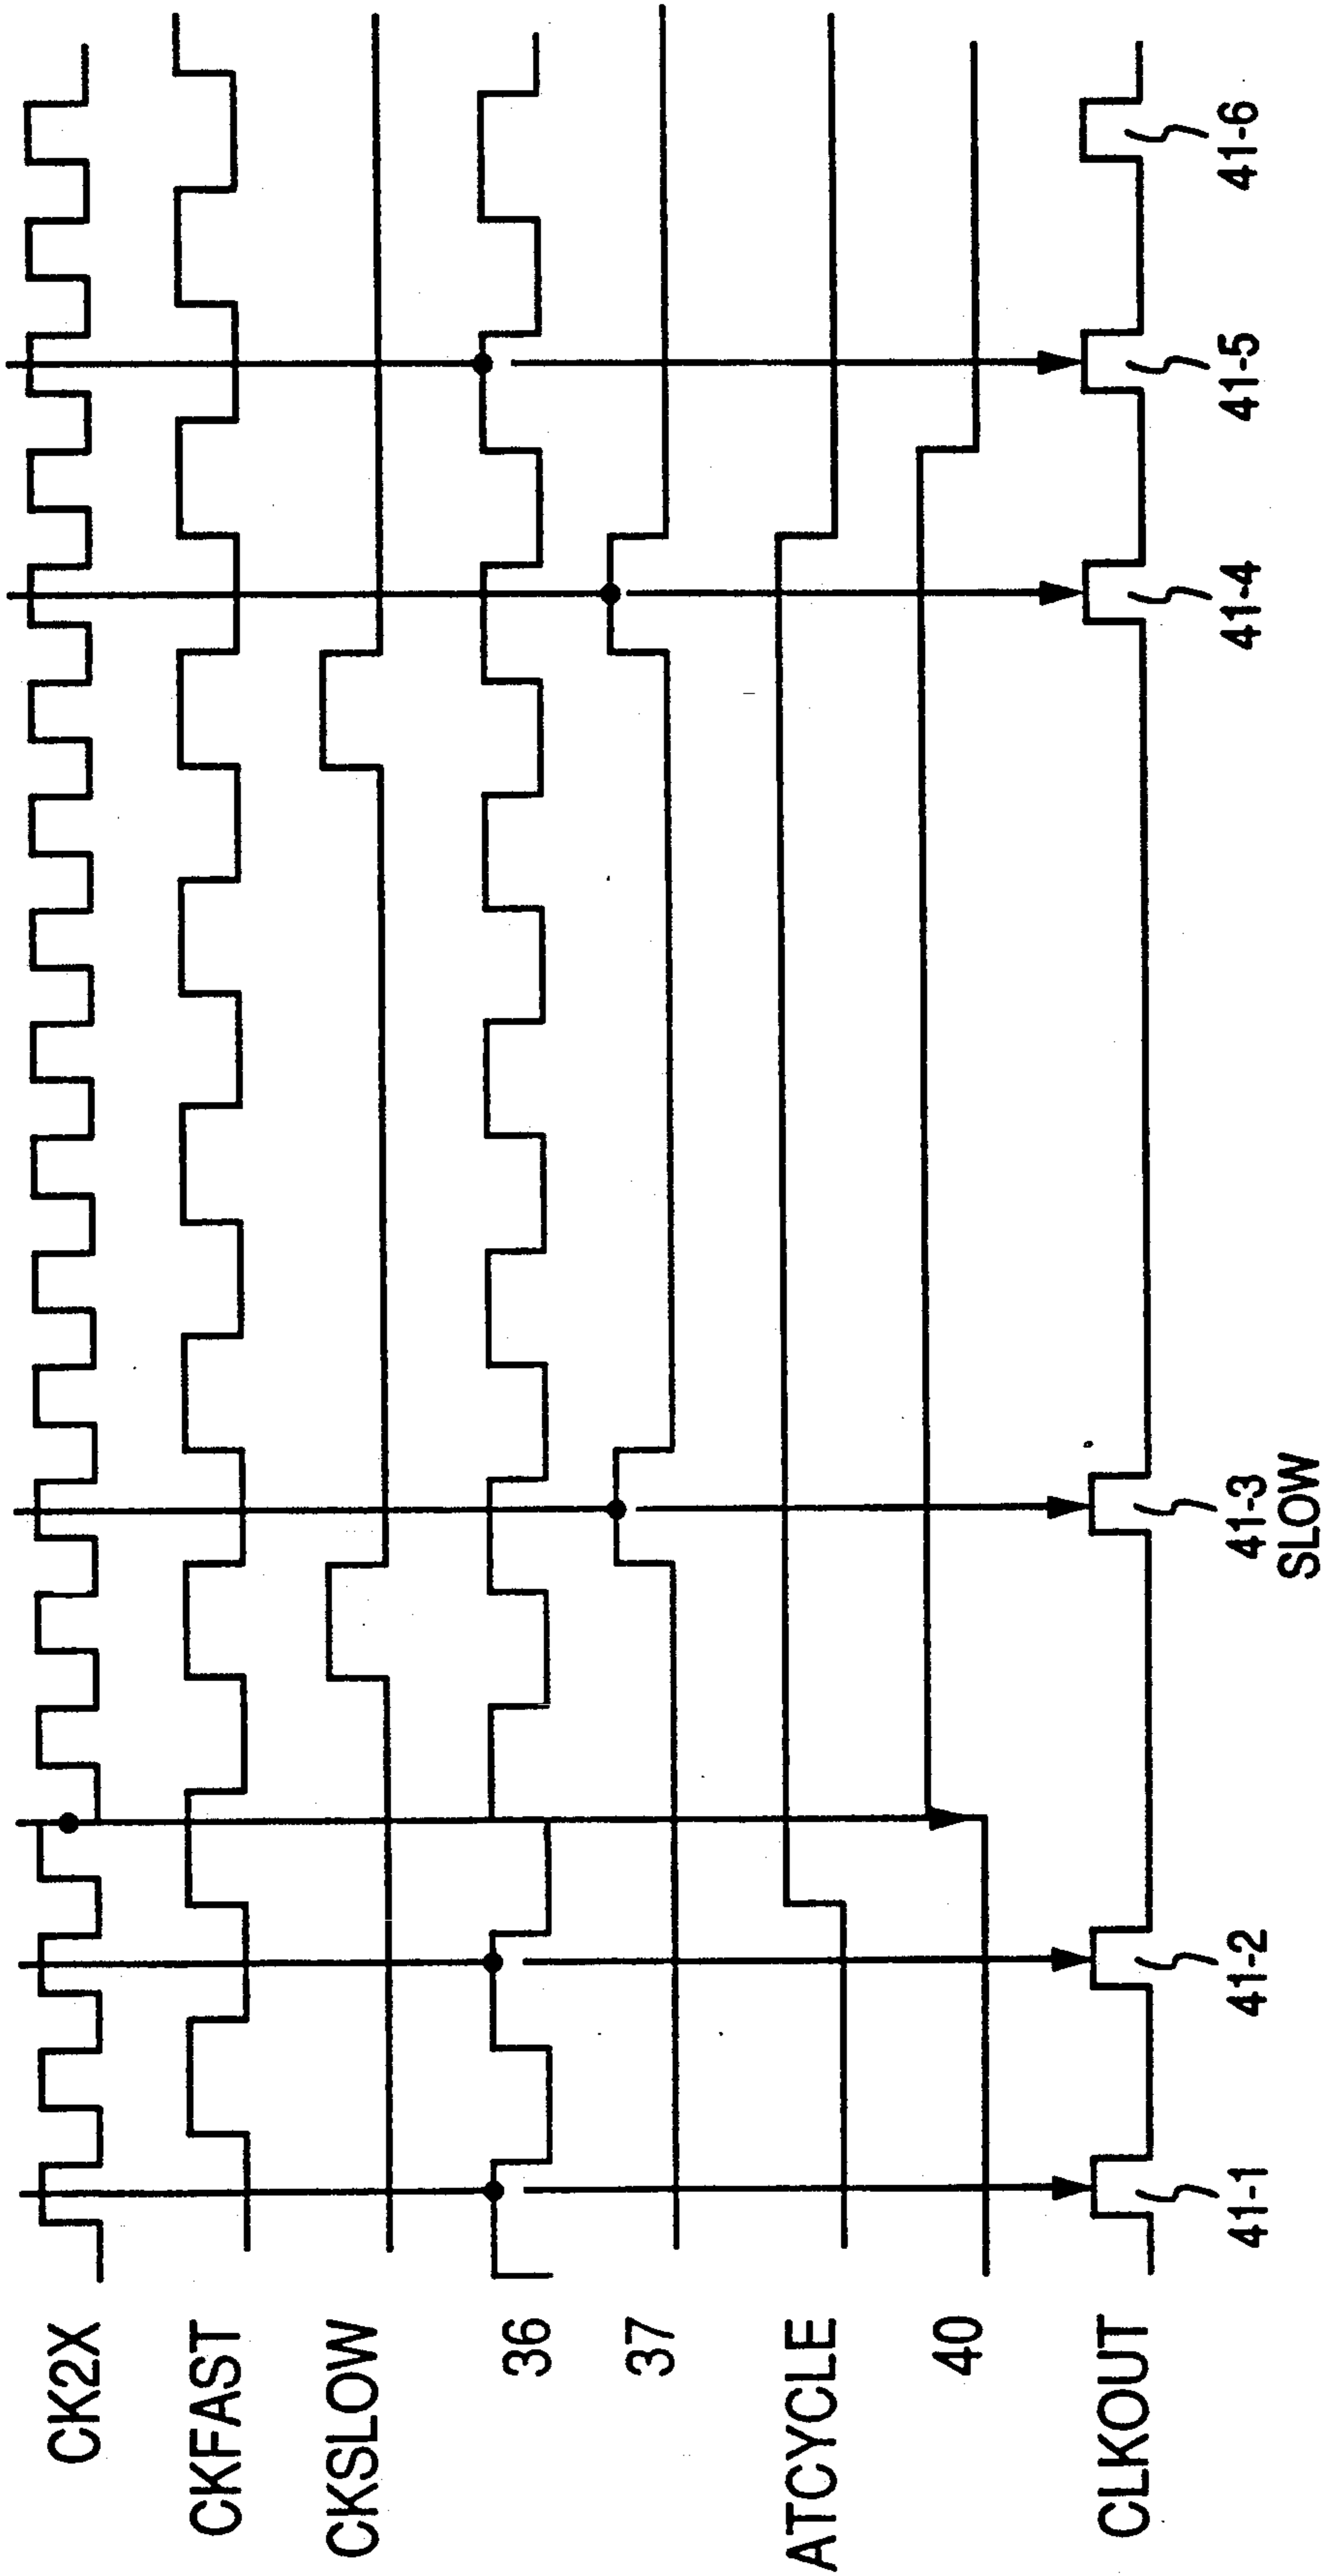 CK2X
CKFAST
CKSLOW
36
37
ATCYCLE
40
CLKOUT
41-1
41-2
41-3
SLOW
41-4
41-5
41-6